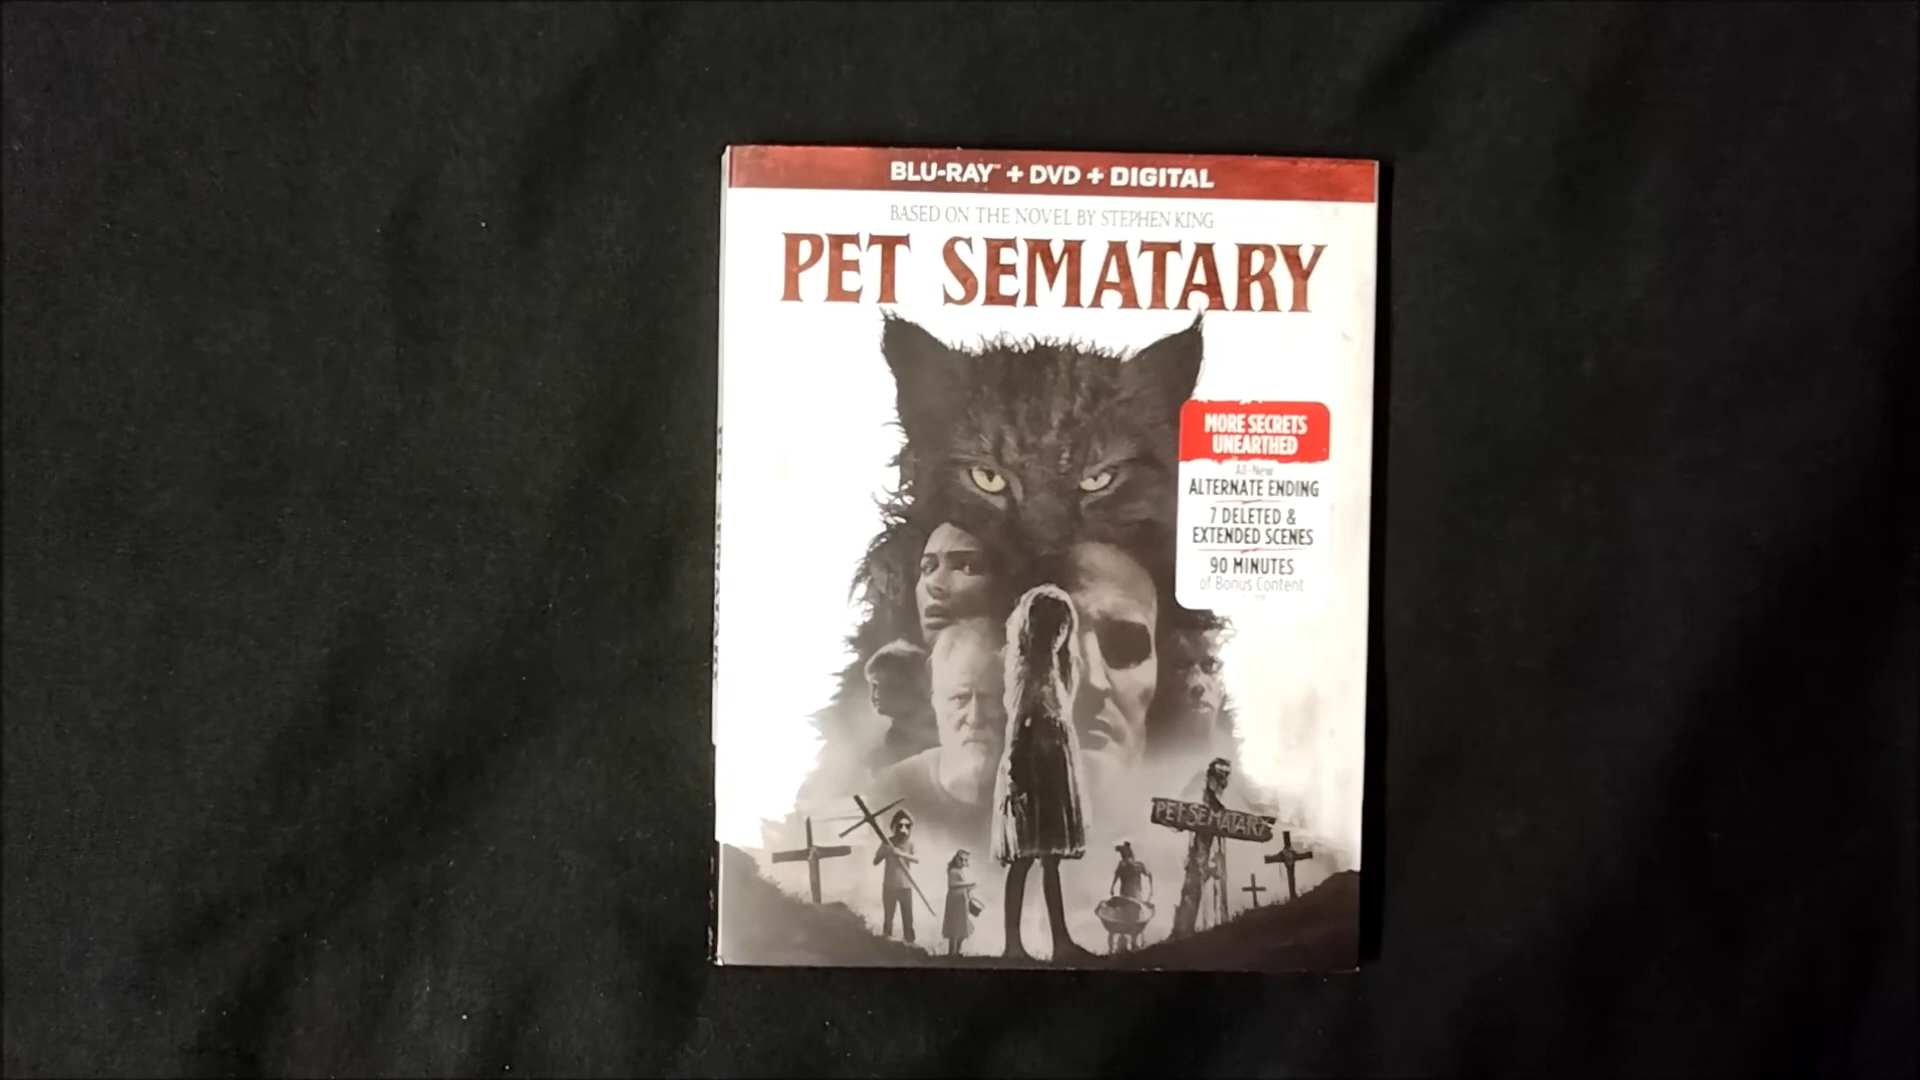 BLU-RAY™ + DVD + DIGITAL
BASED ON THE NOVEL BY STEPHEN KING
PET SEMATARY
MORE SECRETS
UNEARTHED
All-New
ALTERNATE ENDING
7 DELETED &
EXTENDED SCENES
90 MINUTES
of Bonus Content
PET SEMATARY